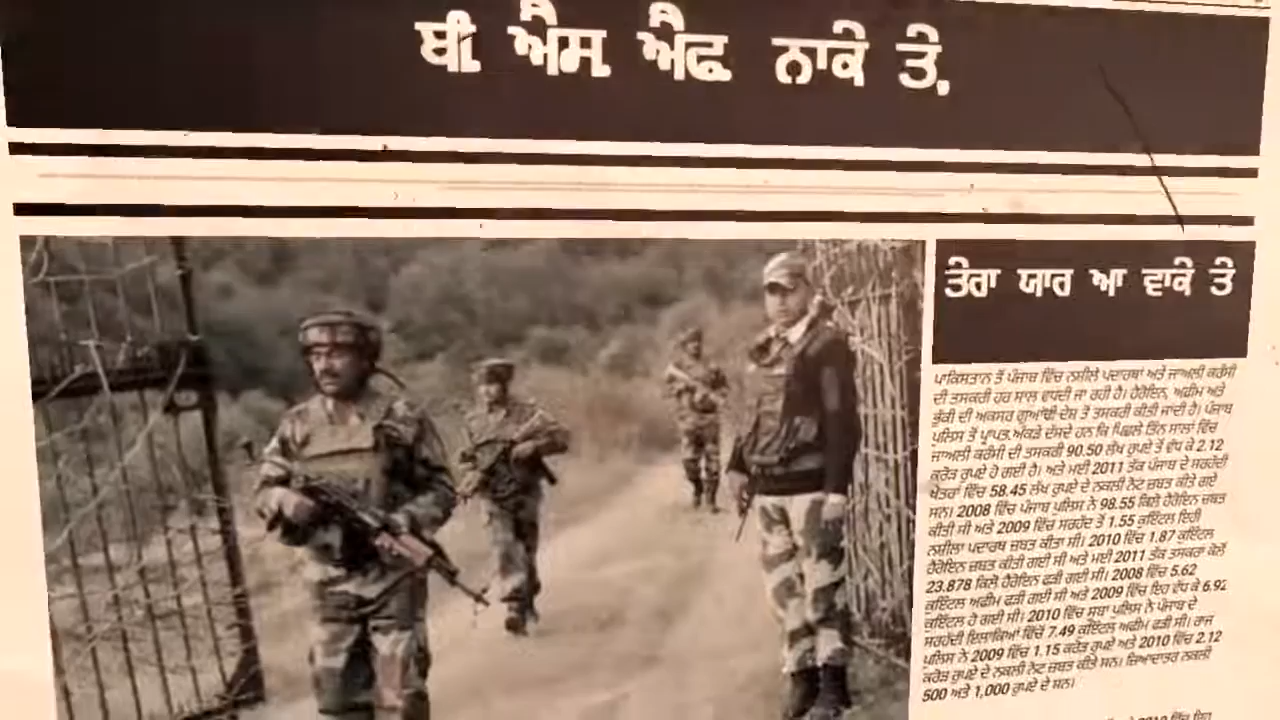 ਬੀ ਐਸ ਐਫ ਨਾਕੇ ਤੇ.
ਤੇਰਾ ਯਾਰ ਆ ਵਾਕੇ ਤੇ
ਪਾਕਿਸਤਾਨ ਤੋਂ ਪੰਜਾਬ ਵਿੱਚ ਨਸ਼ੀਲੇ ਪਦਾਰਥਾਂ ਅਤੇ ਜਾਅਲੀ ਕਰੰਸੀ
ਦੀ ਤਸਕਰੀ ਹਰ ਸਾਲ ਵਧਦੀ ਜਾ ਰਹੀ ਹੈ। ਹੈਰੋਇਨ, ਅਫੀਮ ਅਤੇ
ਭੁੱਕੀ ਦੀ ਅਕਸਰ ਗੁਆਂਢੀ ਦੇਸ਼ ਤੋਂ ਤਸਕਰੀ ਕੀਤੀ ਜਾਂਦੀ ਹੈ। ਪੰਜਾਬ
ਪੁਲਿਸ ਤੋਂ ਪ੍ਰਾਪਤ ਅੰਕੜੇ ਦੱਸਦੇ ਹਨ ਕਿ ਪਿਛਲੇ ਤਿੰਨ ਸਾਲਾਂ ਵਿੱਚ
ਜਾਅਲੀ ਕਰੰਸੀ ਦੀ ਤਸਕਰੀ 90.50 ਲੱਖ ਰੁਪਏ ਤੋਂ ਵੱਧ ਕੇ 2.12
ਕਰੋੜ ਰੁਪਏ ਹੋ ਗਈ ਹੈ। ਅਤੇ ਮਈ 2011 ਤੱਕ ਪੰਜਾਬ ਦੇ ਸਰਹੱਦੀ
ਖੇਤਰਾਂ ਵਿੱਚ 58.45 ਲੱਖ ਰੁਪਏ ਦੇ ਨਕਲੀ ਨੋਟ ਜ਼ਬਤ ਕੀਤੇ ਗਏ
ਸਨ। 2008 ਵਿੱਚ ਪੰਜਾਬ ਪੁਲਿਸ ਨੇ 98.55 ਕਿਲੋ ਹੈਰੋਇਨ ਜ਼ਬਤ
ਕੀਤੀ ਸੀ ਅਤੇ 2009 ਵਿੱਚ ਸਰਹੱਦ ਤੋਂ 1.55 ਕੁਇੰਟਲ ਇਹੀ
ਨਸ਼ੀਲਾ ਪਦਾਰਥ ਜ਼ਬਤ ਕੀਤਾ ਸੀ। 2010 ਵਿੱਚ 1.87 ਕੁਇੰਟਲ
ਹੈਰੋਇਨ ਜ਼ਬਤ ਕੀਤੀ ਗਈ ਸੀ ਅਤੇ ਮਈ 2011 ਤੱਕ ਤਸਕਰਾਂ ਕੋਲੋਂ
23.878 ਕਿਲੋ ਹੈਰੋਇਨ ਫੜੀ ਗਈ ਸੀ। 2008 ਵਿੱਚ 5.62
ਕੁਇੰਟਲ ਅਫੀਮ ਫੜੀ ਗਈ ਸੀ ਅਤੇ 2009 ਵਿੱਚ ਇਹ ਵੱਧ ਕੇ 6.92
ਕੁਇੰਟਲ ਹੋ ਗਈ ਸੀ। 2010 ਵਿੱਚ ਸੂਬਾ ਪੁਲਿਸ ਨੇ ਪੰਜਾਬ ਦੇ
ਸਰਹੱਦੀ ਇਲਾਕਿਆਂ ਵਿੱਚੋਂ 7.49 ਕੁਇੰਟਲ ਅਫੀਮ ਫੜੀ ਸੀ। ਰਾਜ
ਪੁਲਿਸ ਨੇ 2009 ਵਿੱਚ 1.15 ਕਰੋੜ ਰੁਪਏ ਅਤੇ 2010 ਵਿੱਚ 2.12
ਕਰੋੜ ਰੁਪਏ ਦੇ ਨਕਲੀ ਨੋਟ ਜ਼ਬਤ ਕੀਤੇ ਸਨ। ਜ਼ਿਆਦਾਤਰ ਨਕਲੀ
500 ਅਤੇ 1,000 ਰੁਪਏ ਦੇ ਸਨ।